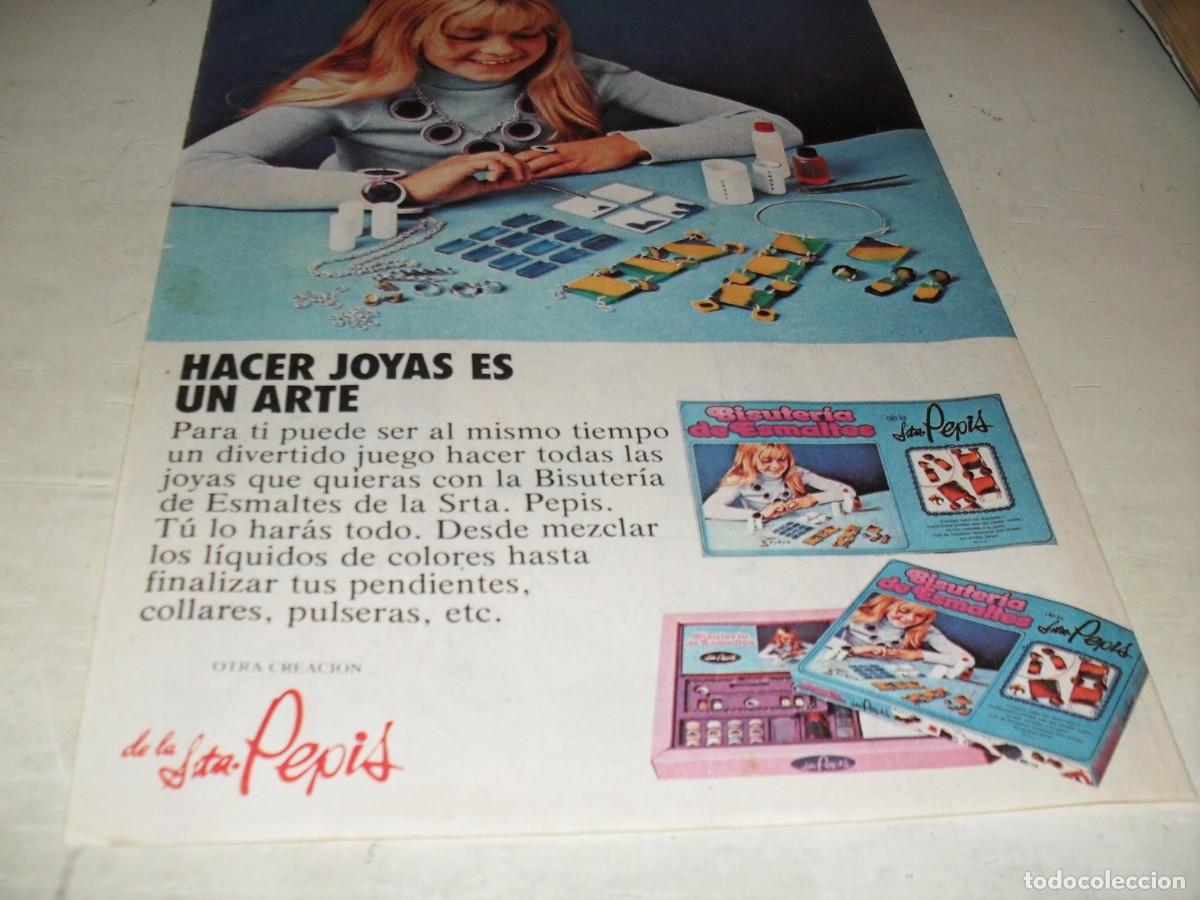 HACER JOYAS ES
UN ARTE
Para ti puede ser al mismo tiempo
un divertido juego hacer todas las
joyas que quieras con la Bisutería
de Esmaltes de la Srta. Pepis.
Tú lo harás todo. Desde mezclar
los líquidos de colores hasta
finalizar tus pendientes,
collares, pulseras, etc.
OTRA CREACION
de la Srta. Pepis
Bisutería
de Esmaltes
de la
Srta. Pepis
Bisutería
de Esmaltes
Bisutería
de Esmaltes
de la
Srta. Pepis
todocoleccion